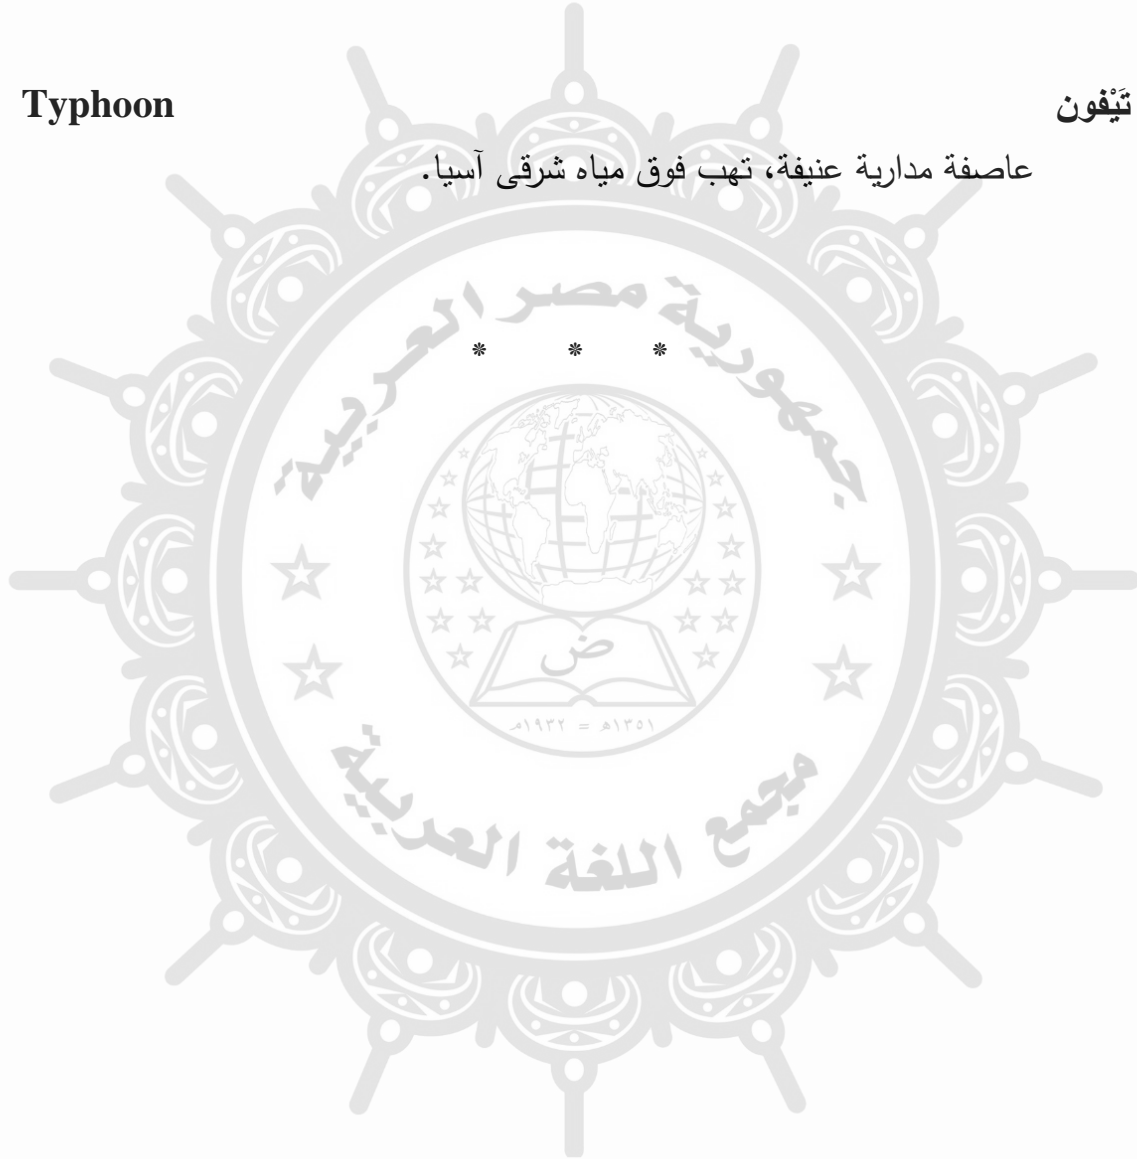 تَيْفون Typhoon
عاصفة مدارية عنيفة، تهب فوق مياه شرقى آسيا.
* * *
جمهورية مصر العربية
ض
١٣٥١هـ = ١٩٣٢م
مجمع اللغة العربية